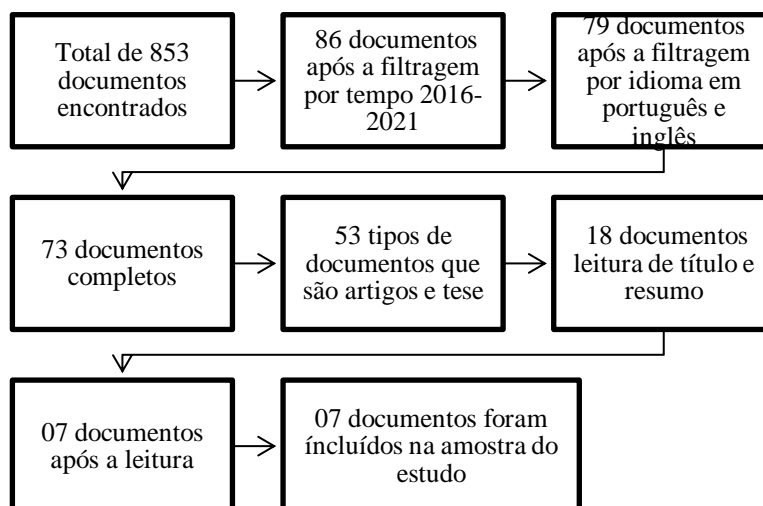 Total de 853
documentos
encontrados
86 documentos
após a filtragem
por tempo 2016-
2021
79 documentos
após a filtragem
por idioma em
português e
inglês
73 documentos
completos
53 tipos de
documentos que
são artigos e tese
18 documentos
leitura de título e
resumo
07 documentos
após a leitura
07 documentos foram
íncluídos na amostra do
estudo